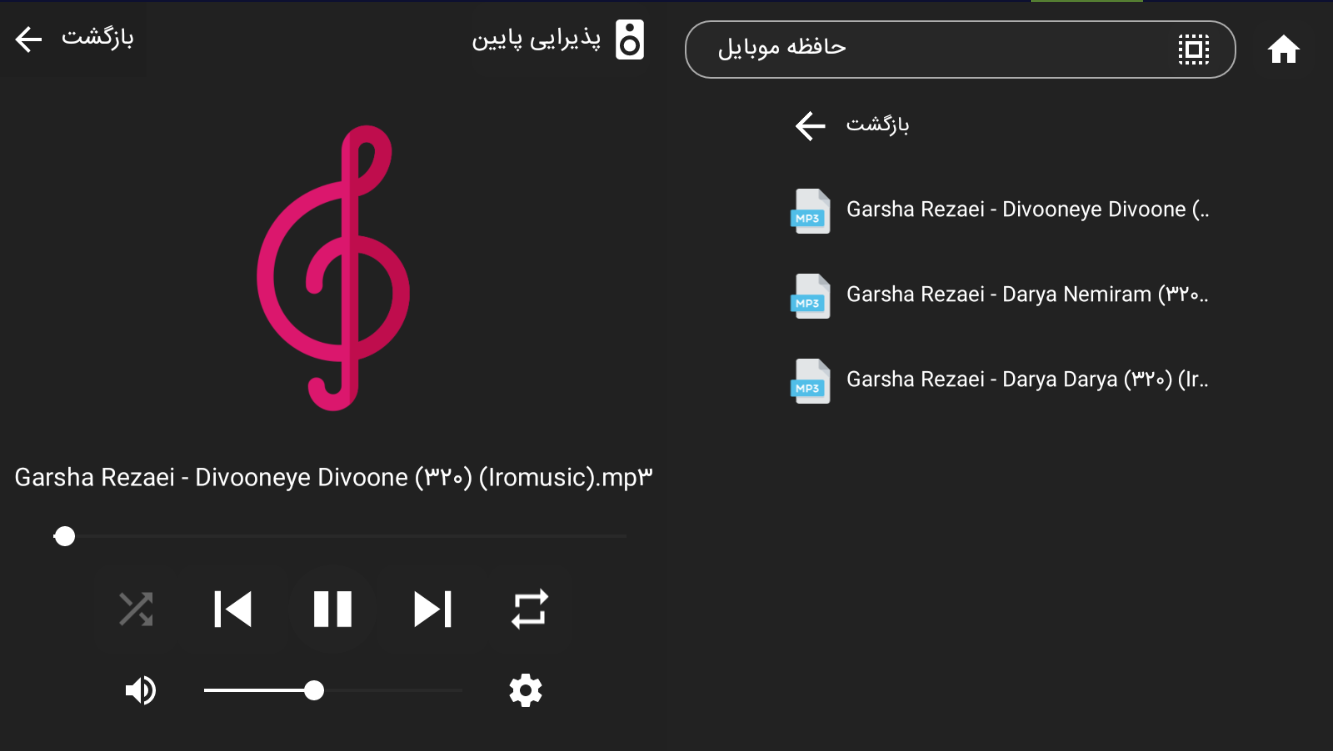 بازگشت
پذیرایی پایین
Garsha Rezaei - Divooneye Divoone (۳۲۰) (Iromusic).mp۳
حافظه موبایل
بازگشت
MP3
Garsha Rezaei - Divooneye Divoone (..
MP3
Garsha Rezaei - Darya Nemiram (۳۲۰..
MP3
Garsha Rezaei - Darya Darya (۳۲۰) (Ir..